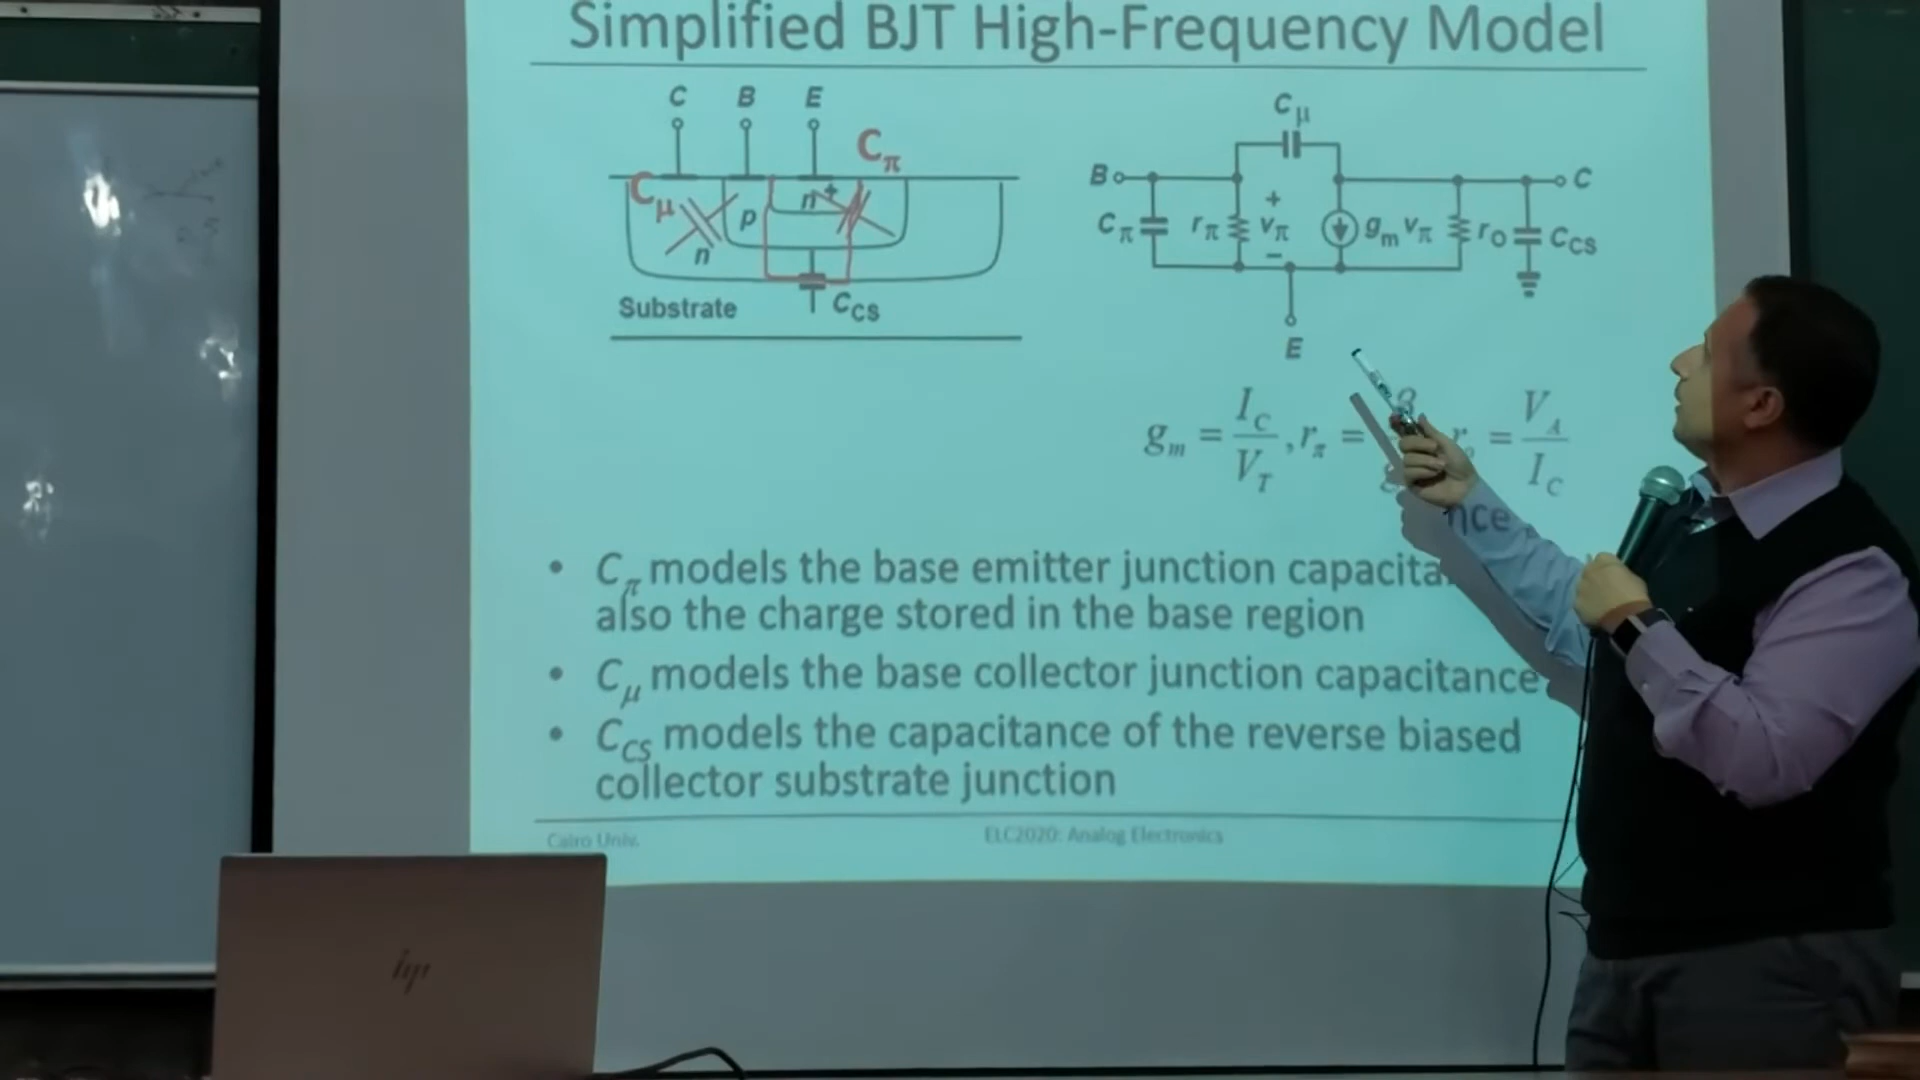 Simplified BJT High-Frequency Model
C B E
Cπ
Cμ
p
n+
n
Substrate
CCS
Cμ
B
C
Cπ
rπ
+
vπ
−
gm vπ
rO
CCS
E
gm = IC / VT , rπ = = VA / IC
• Cπ models the base emitter junction
also the charge stored in the base region
• Cμ models the base collector junction capacitance
• CCS models the capacitance of the reverse biased
collector substrate junction
Cairo Univ.
ELC2020: Analog Electronics
hp